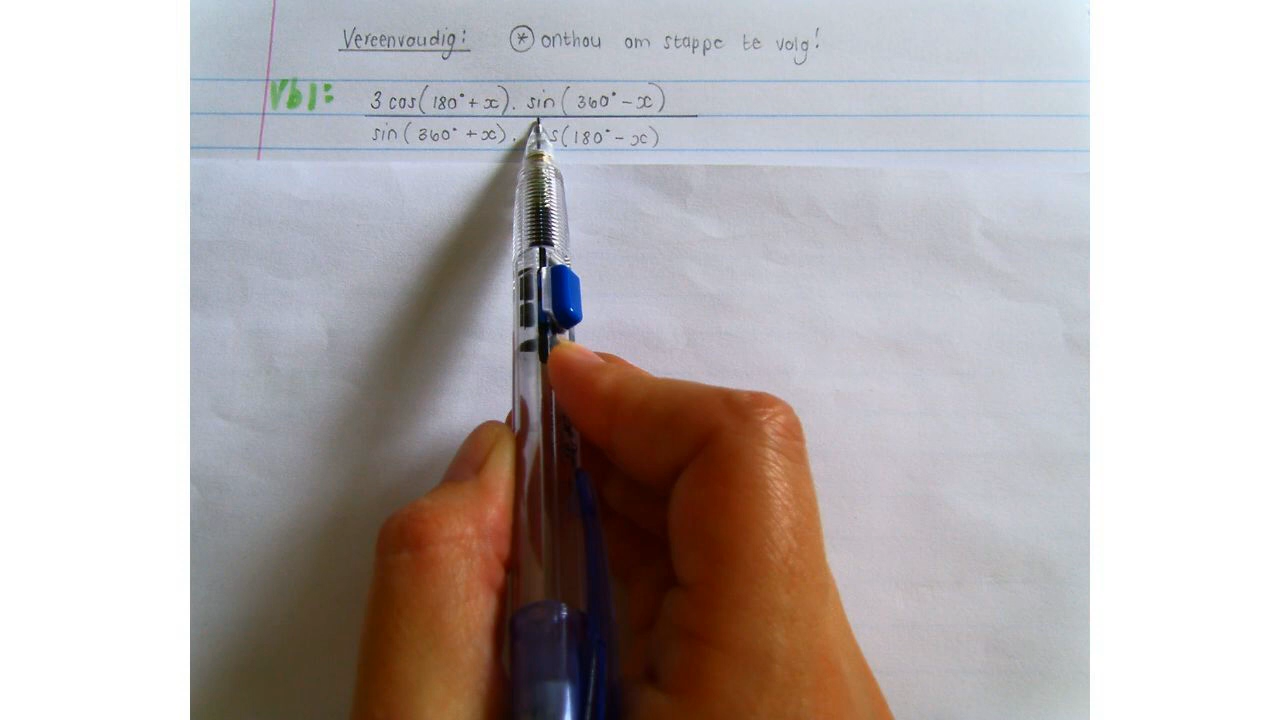 Vereenvoudig: * onthou om stappe te volg!
Vb1: 3 cos(180° + x). sin(360° - x)
sin(360° + x). s(180° - x)